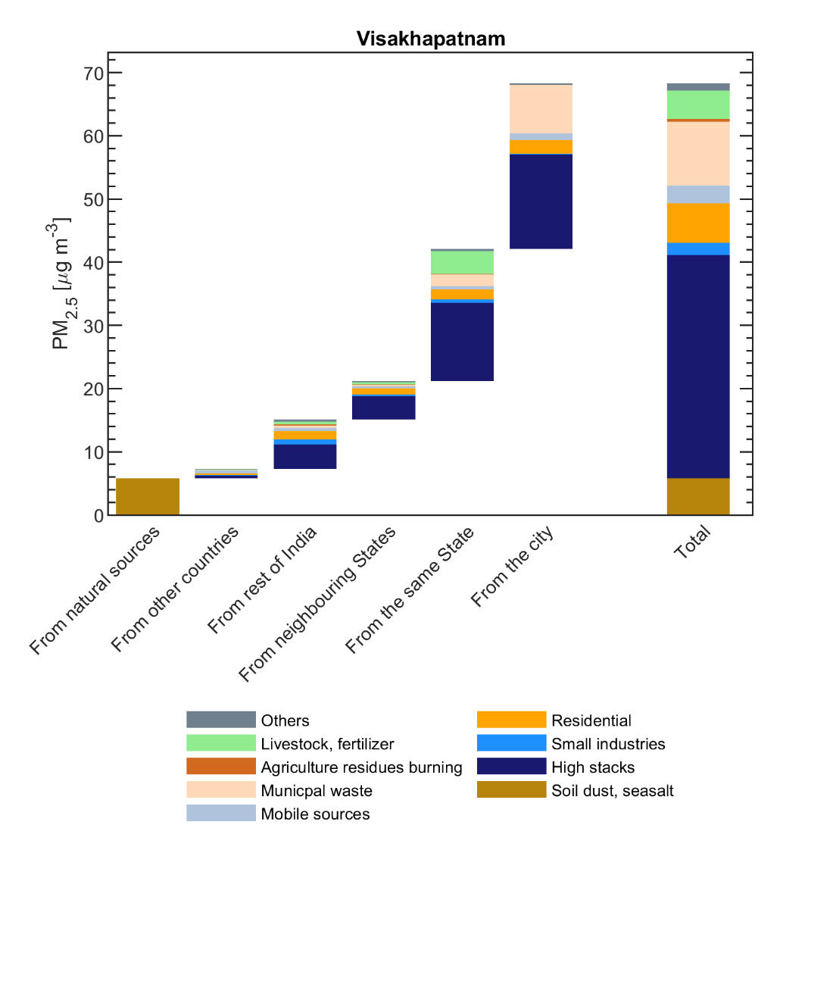 Visakhapatnam
PM2.5 [μg m-3]
70
60
50
40
30
20
10
0
From natural sources
From other countries
From rest of India
From neighbouring States
From the same State
From the city
Total
Others
Livestock, fertilizer
Agriculture residues burning
Municpal waste
Mobile sources
Residential
Small industries
High stacks
Soil dust, seasalt